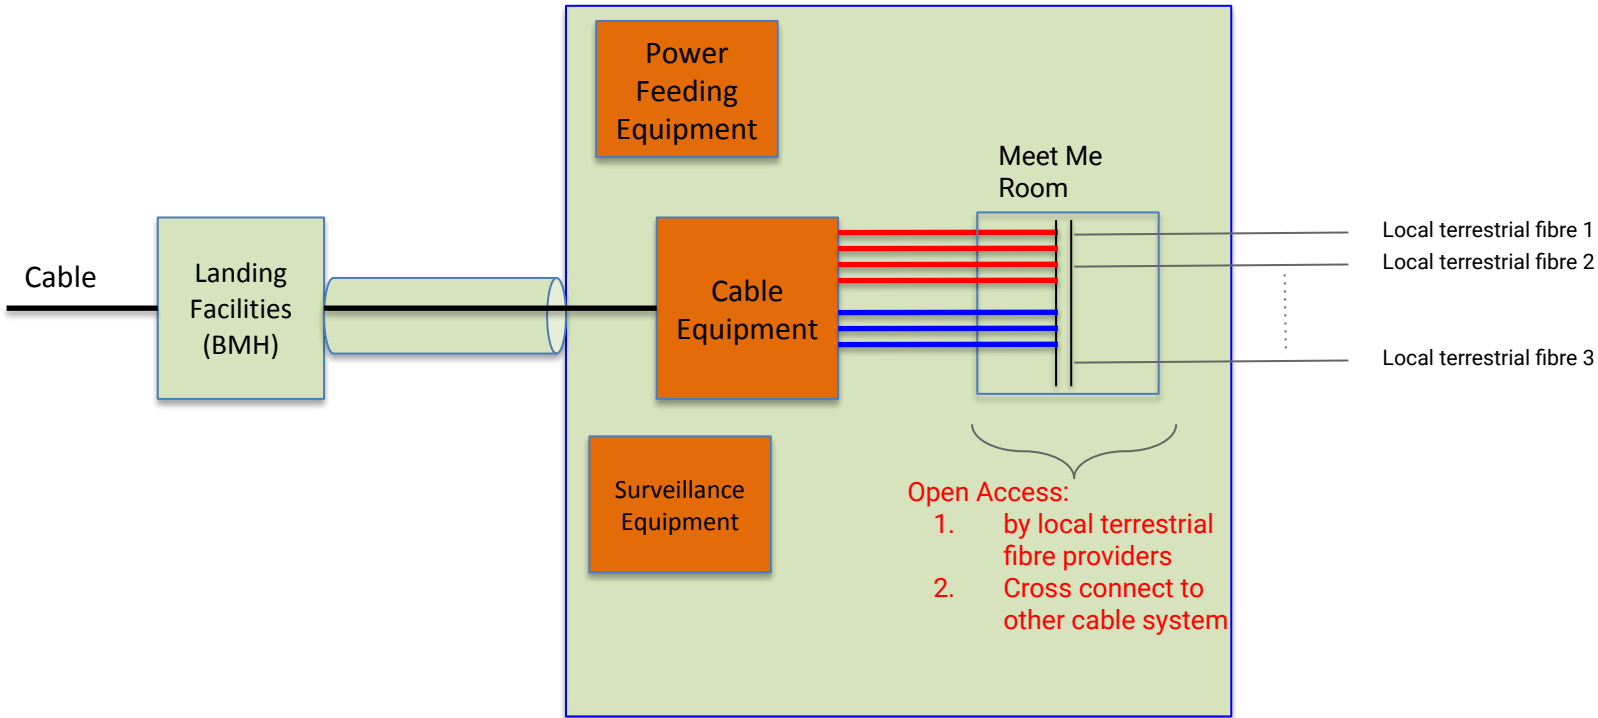 Power
Feeding
Equipment
Meet Me
Room
Cable
Landing
Facilities
(BMH)
Cable
Equipment
Local terrestrial fibre 1
Local terrestrial fibre 2
Local terrestrial fibre 3
Surveillance
Equipment
Open Access:
1. by local terrestrial
fibre providers
2. Cross connect to
other cable system